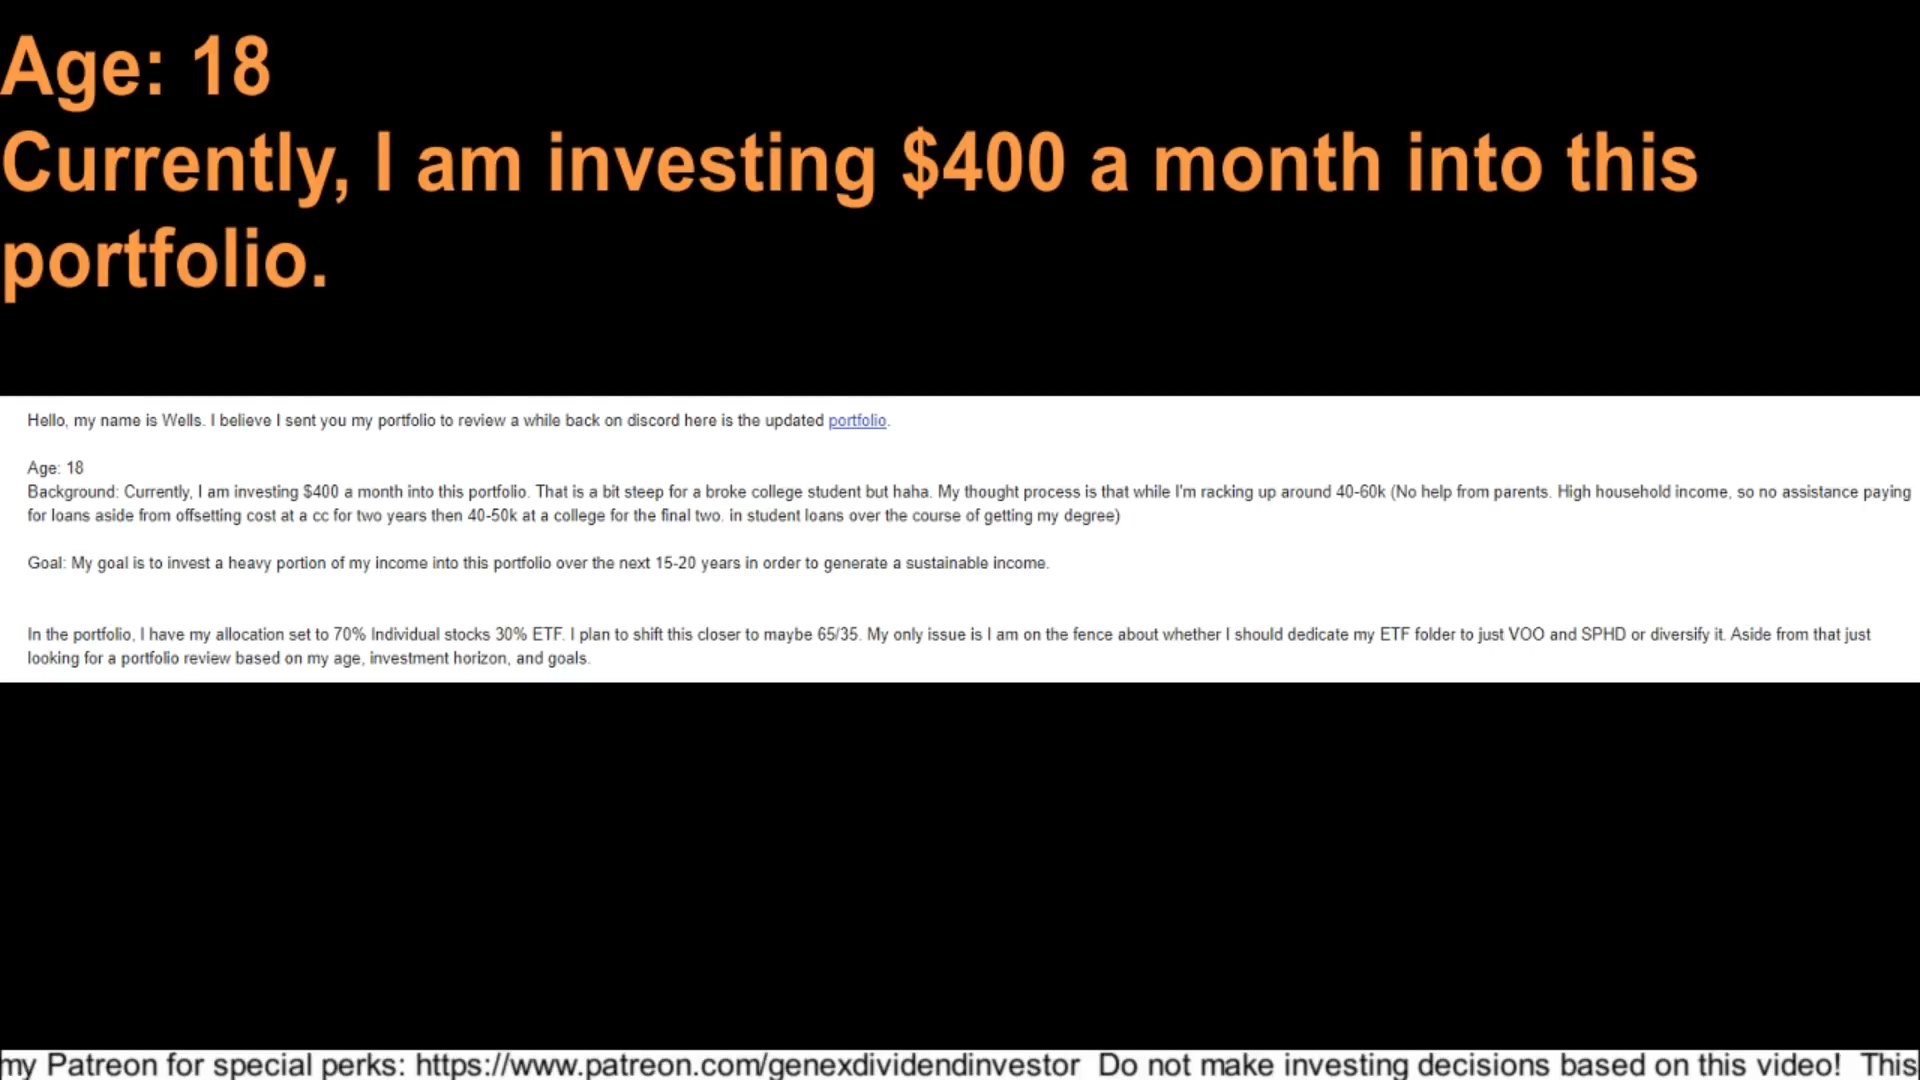 Age: 18
Currently, I am investing $400 a month into this
portfolio.
Hello, my name is Wells. I believe I sent you my portfolio to review a while back on discord here is the updated portfolio.
Age: 18
Background: Currently, I am investing $400 a month into this portfolio. That is a bit steep for a broke college student but haha. My thought process is that while I'm racking up around 40-60k (No help from parents. High household income, so no assistance paying
for loans aside from offsetting cost at a cc for two years then 40-50k at a college for the final two. in student loans over the course of getting my degree)
Goal: My goal is to invest a heavy portion of my income into this portfolio over the next 15-20 years in order to generate a sustainable income.
In the portfolio, I have my allocation set to 70% Individual stocks 30% ETF. I plan to shift this closer to maybe 65/35. My only issue is I am on the fence about whether I should dedicate my ETF folder to just VOO and SPHD or diversify it. Aside from that just
looking for a portfolio review based on my age, investment horizon, and goals.
my Patreon for special perks: https://www.patreon.com/genexdividendinvestor Do not make investing decisions based on this video! This